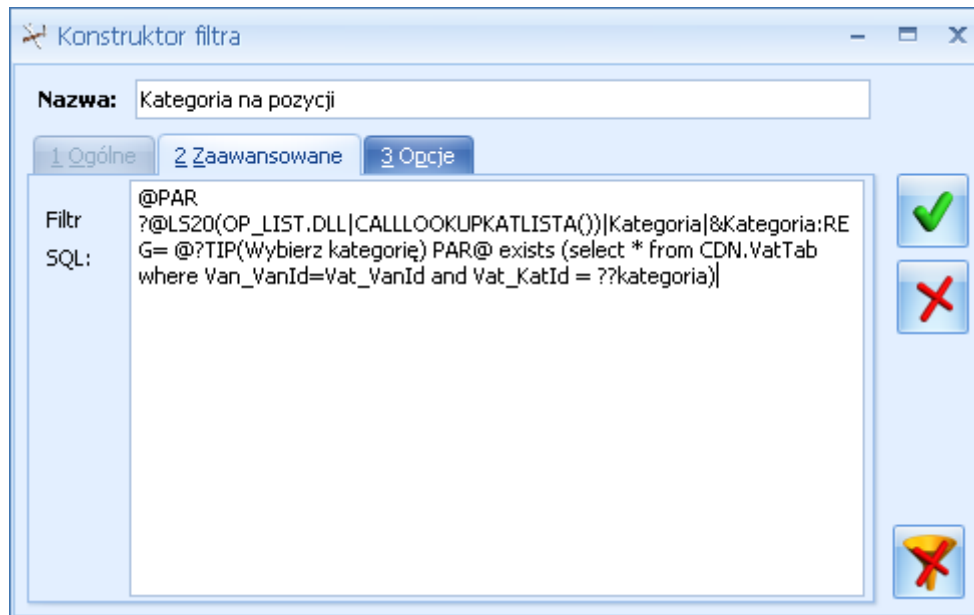 Konstruktor filtra
Nazwa: Kategoria na pozycji
1 Ogólne 2 Zaawansowane 3 Opcje
Filtr SQL:
@PAR
?@LS20(OP_LIST.DLL|CALLLOOKUPKATLISTA())|Kategoria|&Kategoria:RE
G= @?TIP(Wybierz kategorię) PAR@ exists (select * from CDN.VatTab
where Van_VanId=Vat_VanId and Vat_KatId = ??kategoria)